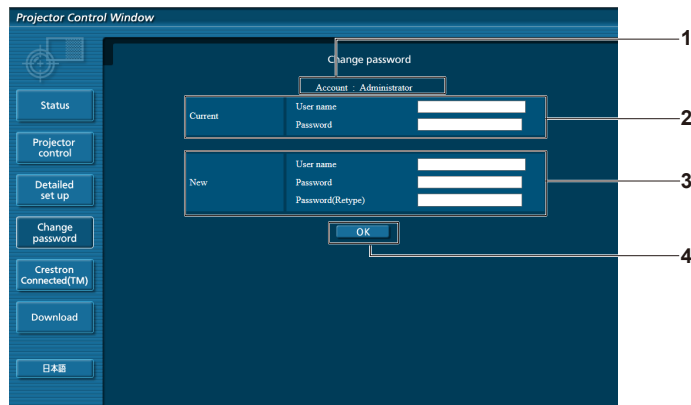 Projector Control Window
Change password
1
Account : Administrator
Current
User name
Password
2
New
User name
Password
Password(Retype)
3
OK
4
Status
Projector
control
Detailed
set up
Change
password
Crestron
Connected(TM)
Download
日本語